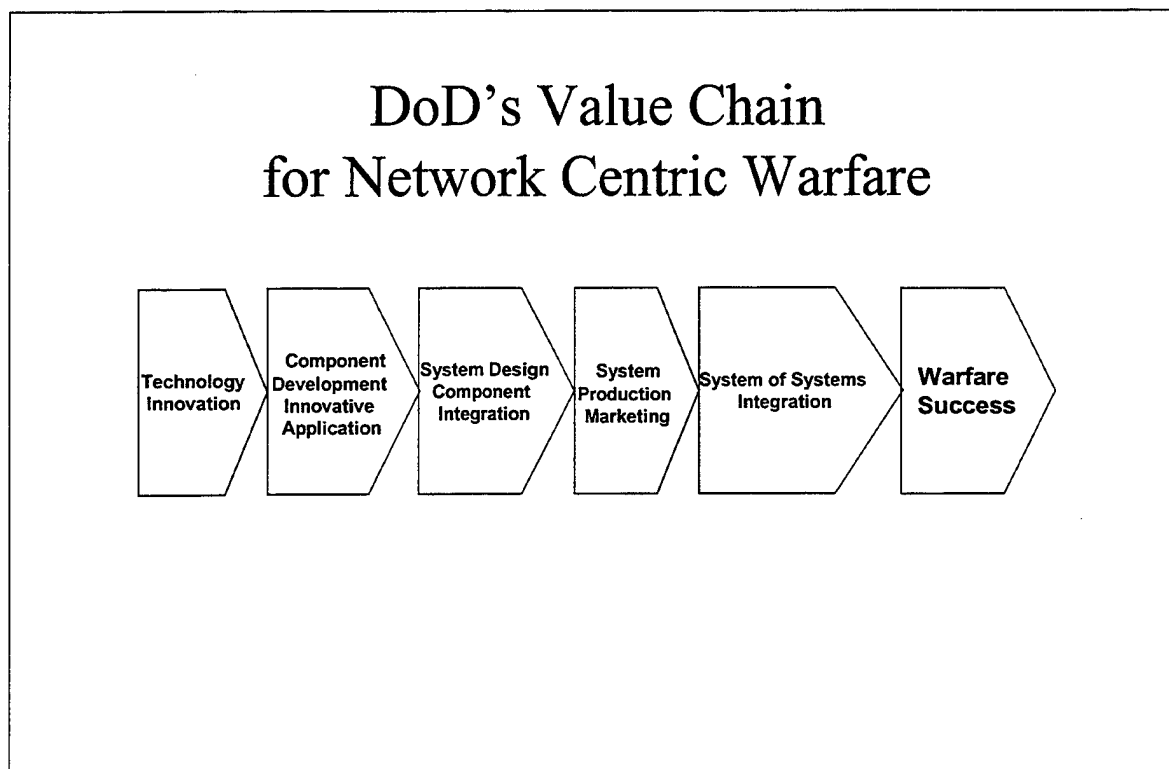 DoD's Value Chain
for Network Centric Warfare
Technology
Innovation
Component
Development
Innovative
Application
System Design
Component
Integration
System
Production
Marketing
System of Systems
Integration
Warfare
Success